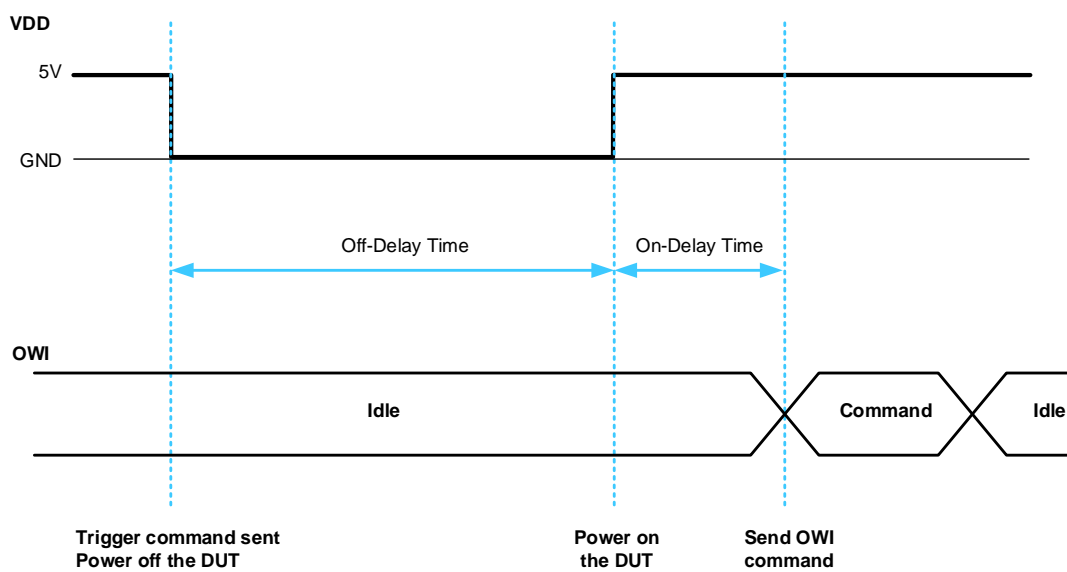 VDD
5V
GND
Off-Delay Time
On-Delay Time
OWI
Idle
Command
Idle
Trigger command sent
Power off the DUT
Power on
the DUT
Send OWI
command